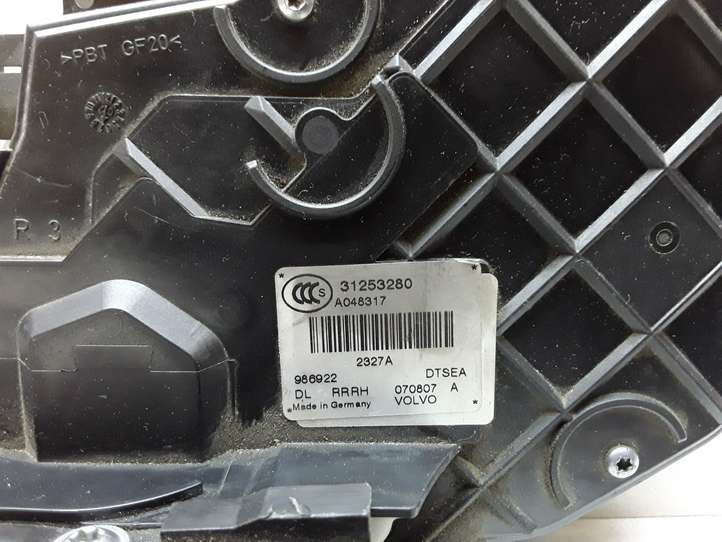 >PBT GF20<
R 3
CCC S 31253280
A048317
2327A
986922 DTSEA
DL RRRH 070807 A
Made in Germany VOLVO